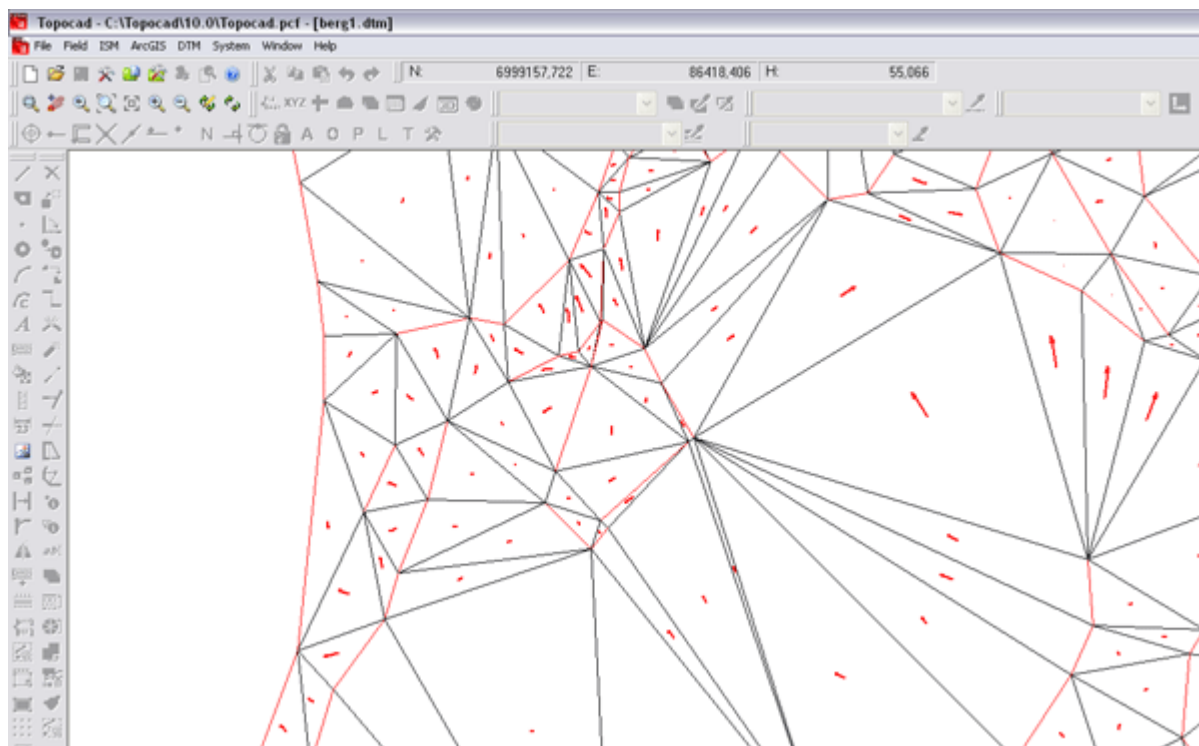 Topocad - C:\Topocad\10.0\Topocad.pcf - [berg1.dtm]
File Field ISM ArcGIS DTM System Window Help
N: 6999157,722 E: 86418,406 H: 55,066
XYZ
N A O P L T
A